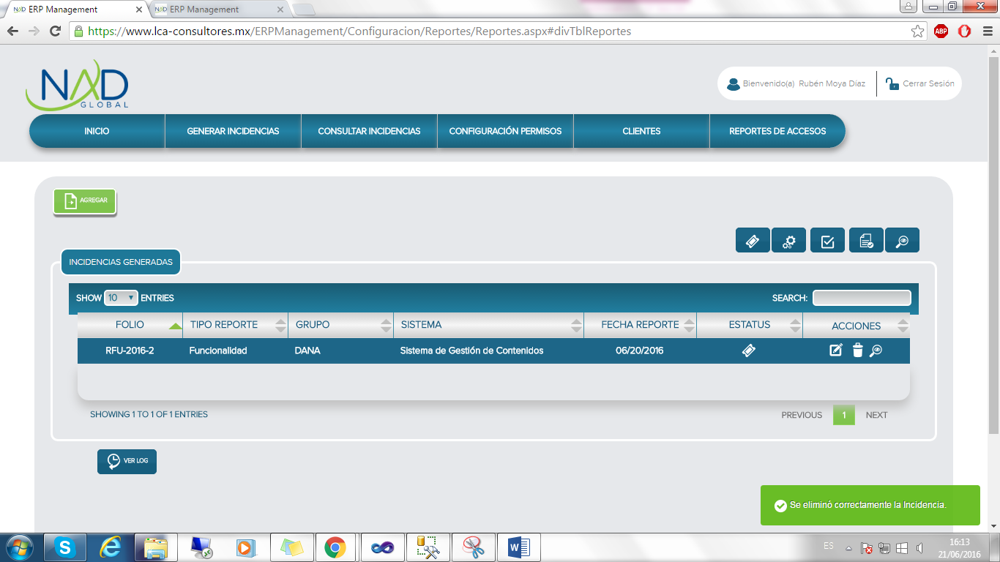 NAD ERP Management
NAD ERP Management
https://www.lca-consultores.mx/ERPManagement/Configuracion/Reportes/Reportes.aspx#divTblReportes
ABP
NAD
GLOBAL
Bienvenido(a) Rubén Moya Díaz
Cerrar Sesión
INICIO
GENERAR INCIDENCIAS
CONSULTAR INCIDENCIAS
CONFIGURACIÓN PERMISOS
CLIENTES
REPORTES DE ACCESOS
AGREGAR
INCIDENCIAS GENERADAS
SHOW 10 ENTRIES
SEARCH:
FOLIO TIPO REPORTE GRUPO SISTEMA FECHA REPORTE ESTATUS ACCIONES
RFU-2016-2 Funcionalidad DANA Sistema de Gestión de Contenidos 06/20/2016
SHOWING 1 TO 1 OF 1 ENTRIES
PREVIOUS 1 NEXT
VER LOG
Se eliminó correctamente la Incidencia.
ES
16:13
21/06/2016